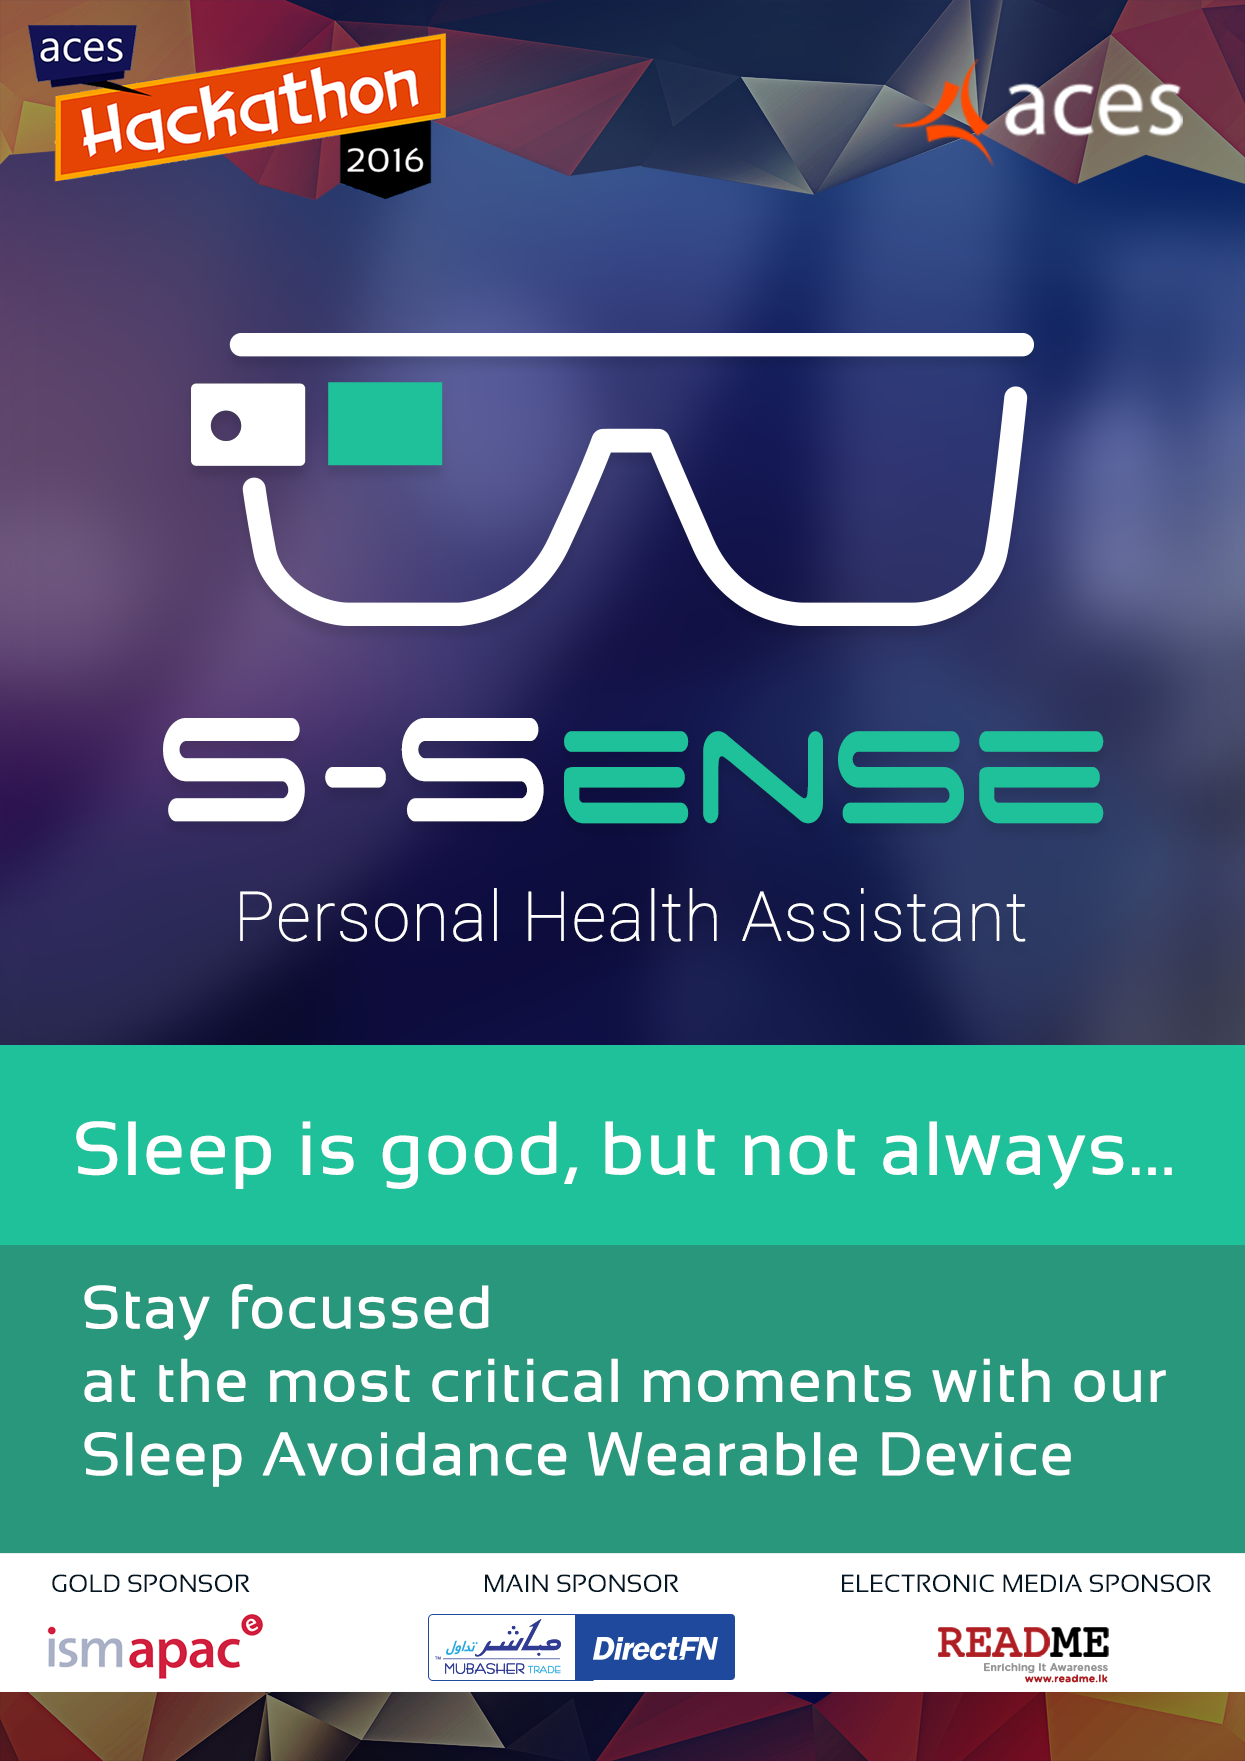 aces
Hackathon
2016
aces
S-SENSE
Personal Health Assistant
Sleep is good, but not always...
Stay focussed
at the most critical moments with our
Sleep Avoidance Wearable Device
GOLD SPONSOR
ismapac e
MAIN SPONSOR
مباشر تداول
™ MUBASHER TRADE
DirectFN
ELECTRONIC MEDIA SPONSOR
README
Enriching It Awareness
www.readme.lk